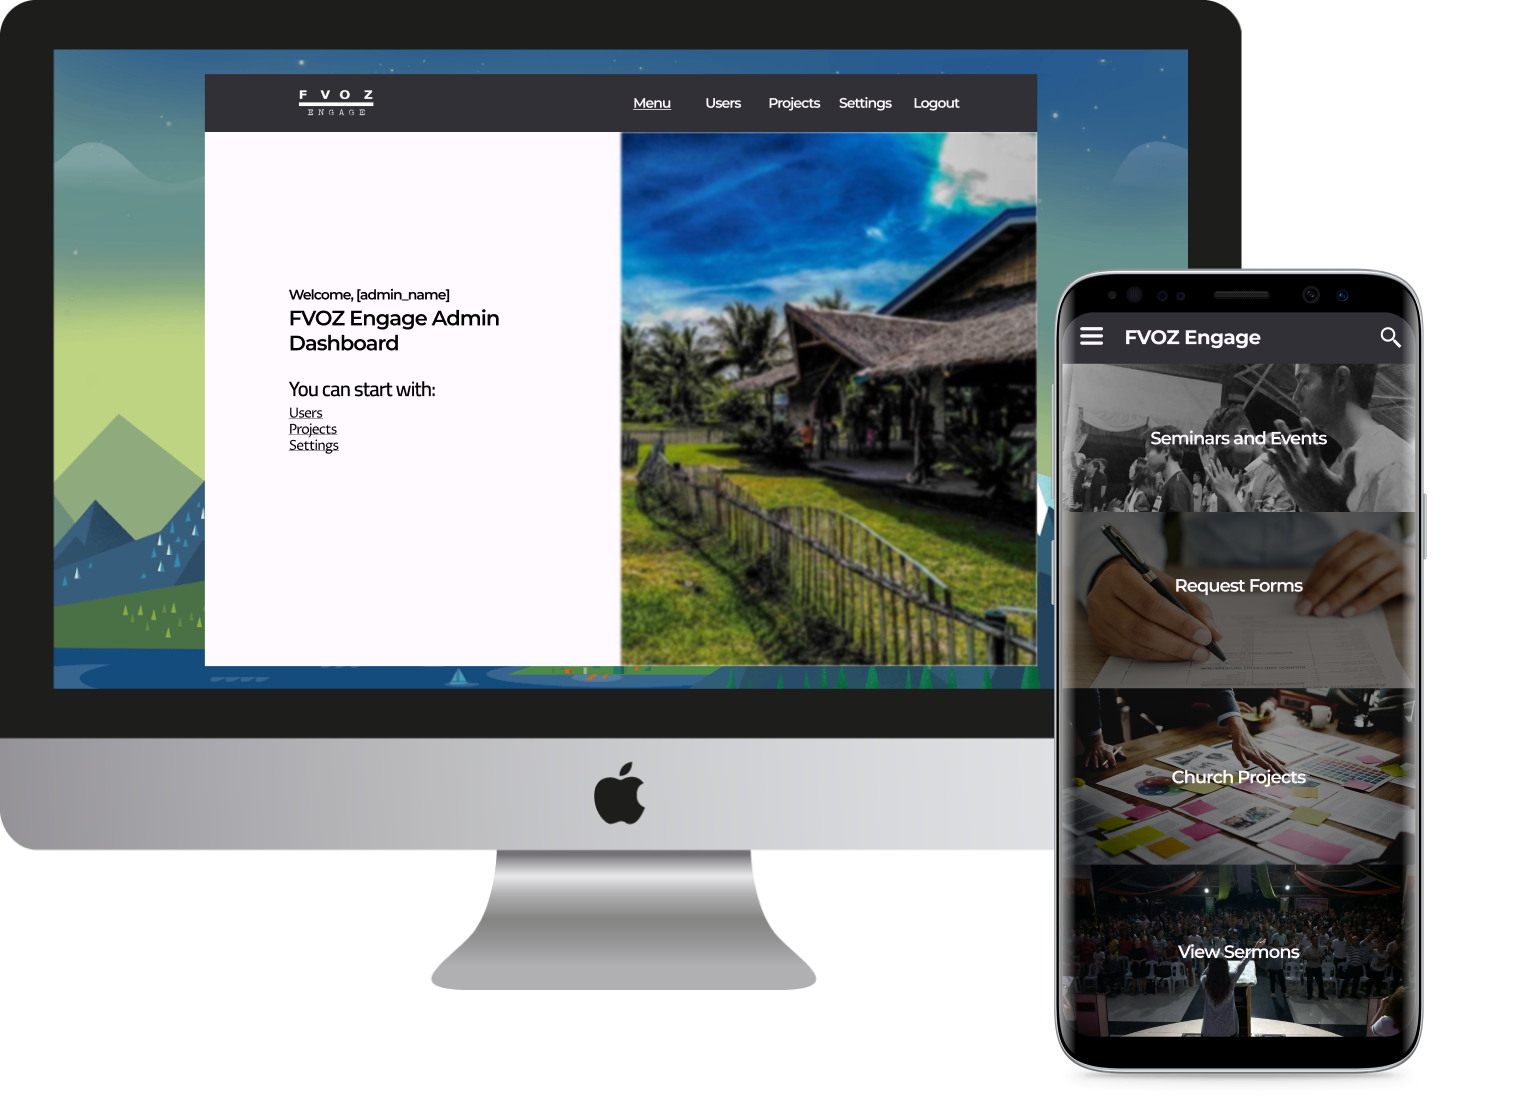 FVOZ
ENGAGE
Menu Users Projects Settings Logout
Welcome, [admin_name]
FVOZ Engage Admin
Dashboard
You can start with:
Users
Projects
Settings
FVOZ Engage
Seminars and Events
Request Forms
Church Projects
View Sermons